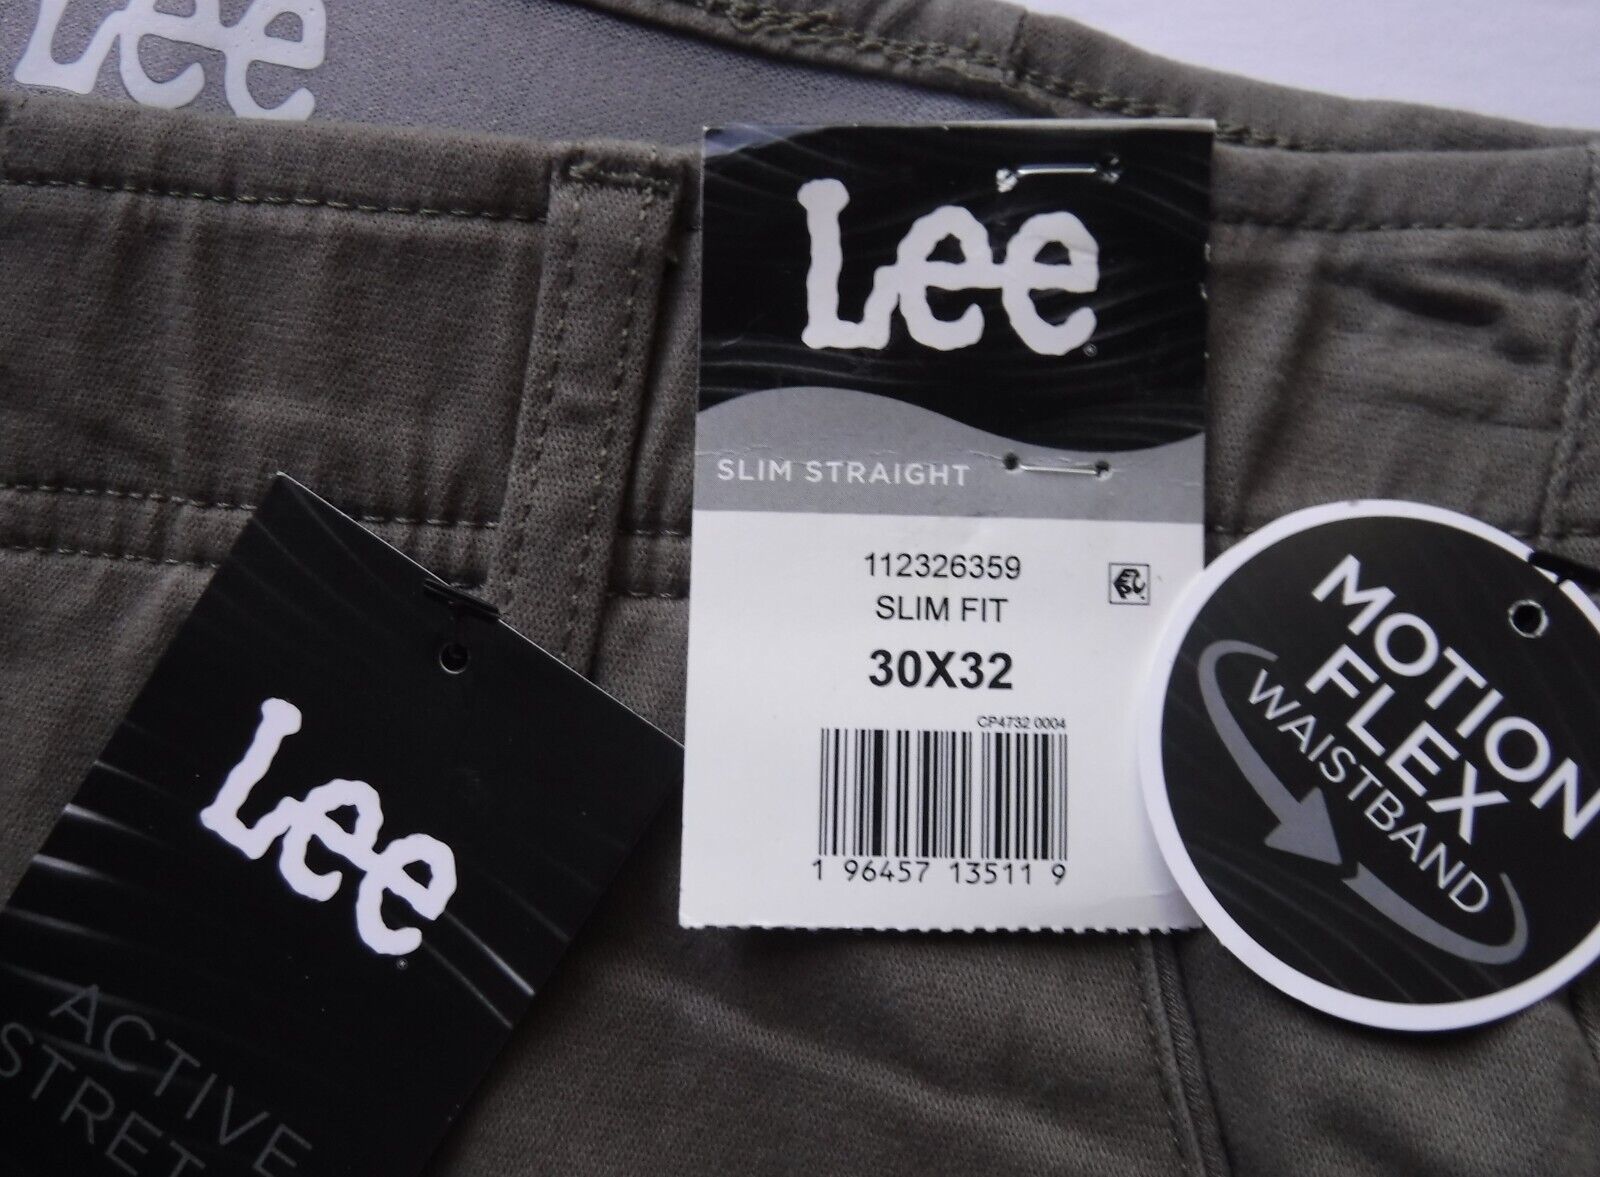 Lee
Lee
SLIM STRAIGHT
112326359
SLIM FIT
30X32
CP4732 0004
1 96457 13511 9
MOTION
FLEX
WAISTBAND
Lee
ACTIVE
STRET